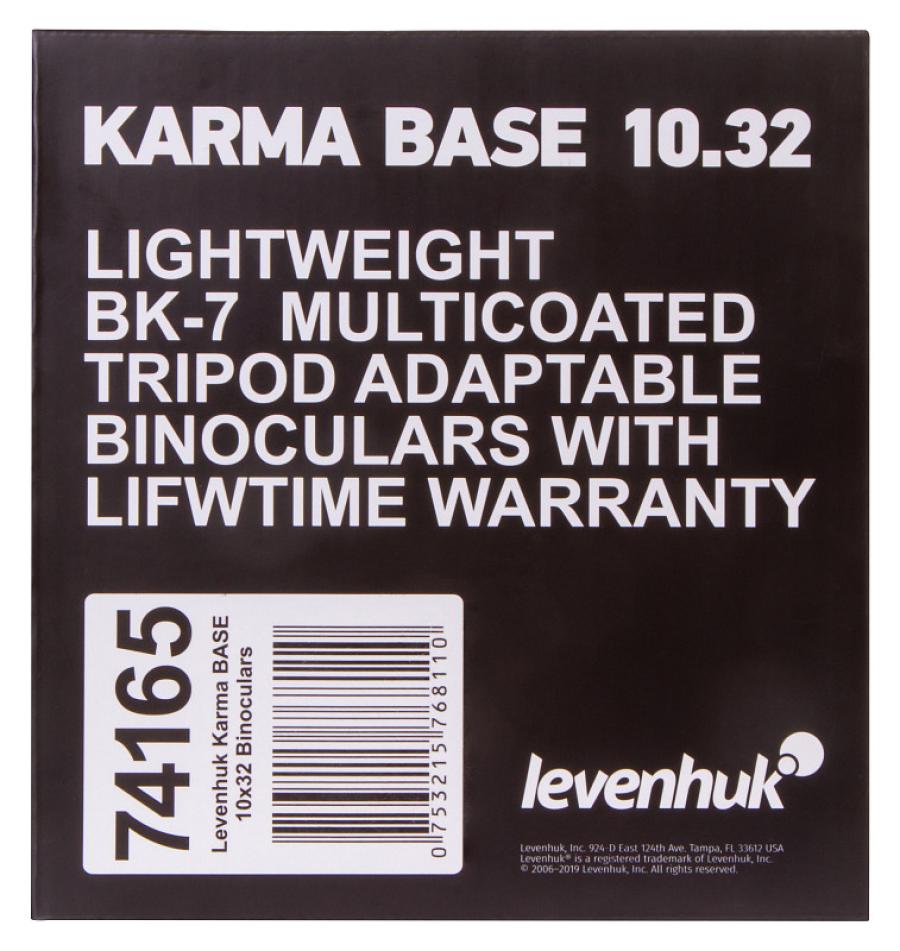 KARMA BASE 10.32
LIGHTWEIGHT
BK-7 MULTICOATED
TRIPOD ADAPTABLE
BINOCULARS WITH
LIFWTIME WARRANTY
74165
Levenhuk Karma BASE
10x32 Binoculars
0753215768110
levenhuk
Levenhuk, Inc. 924-D East 124th Ave. Tampa, FL 33612 USA
Levenhuk® is a registered trademark of Levenhuk, Inc.
© 2006–2019 Levenhuk, Inc. All rights reserved.